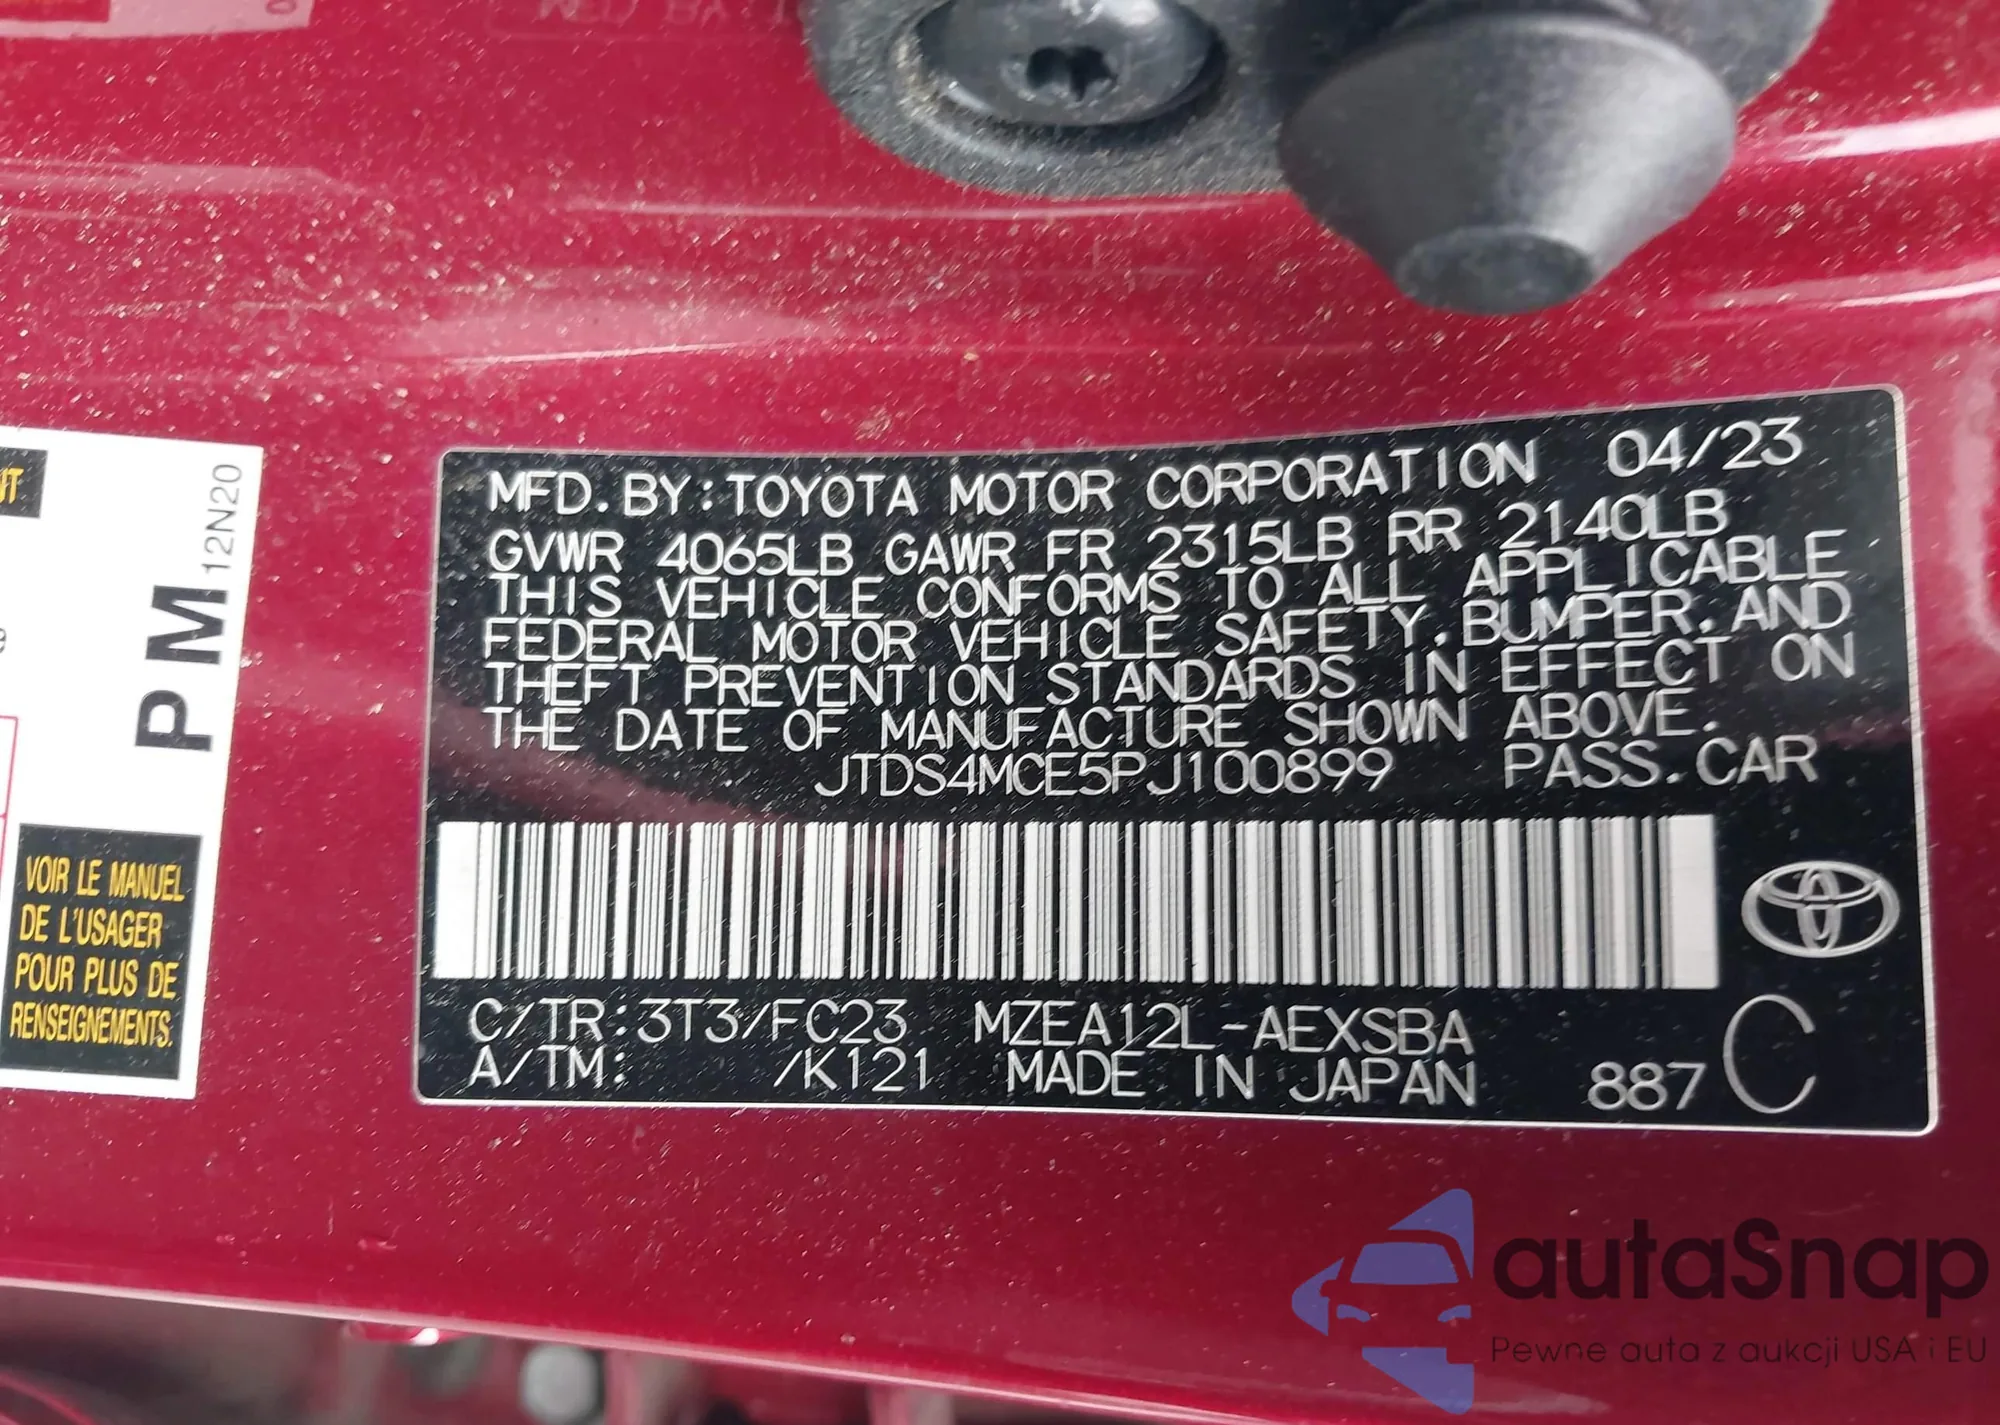 MFD. BY: TOYOTA MOTOR CORPORATION 04/23
GVWR 4065LB GAWR FR 2315LB RR 2140LB
THIS VEHICLE CONFORMS TO ALL APPLICABLE
FEDERAL MOTOR VEHICLE SAFETY, BUMPER, AND
THEFT PREVENTION STANDARDS IN EFFECT ON
THE DATE OF MANUFACTURE SHOWN ABOVE.
JTDS4MCE5PJ100899 PASS. CAR
C/TR: 3T3/FC23 MZEA12L-AEXSBA
A/TM: /K121 MADE IN JAPAN 887 C
PM 12N20
VOIR LE MANUEL
DE L'USAGER
POUR PLUS DE
RENSEIGNEMENTS.
autaSnap
Pewne auta z aukcji USA i EU